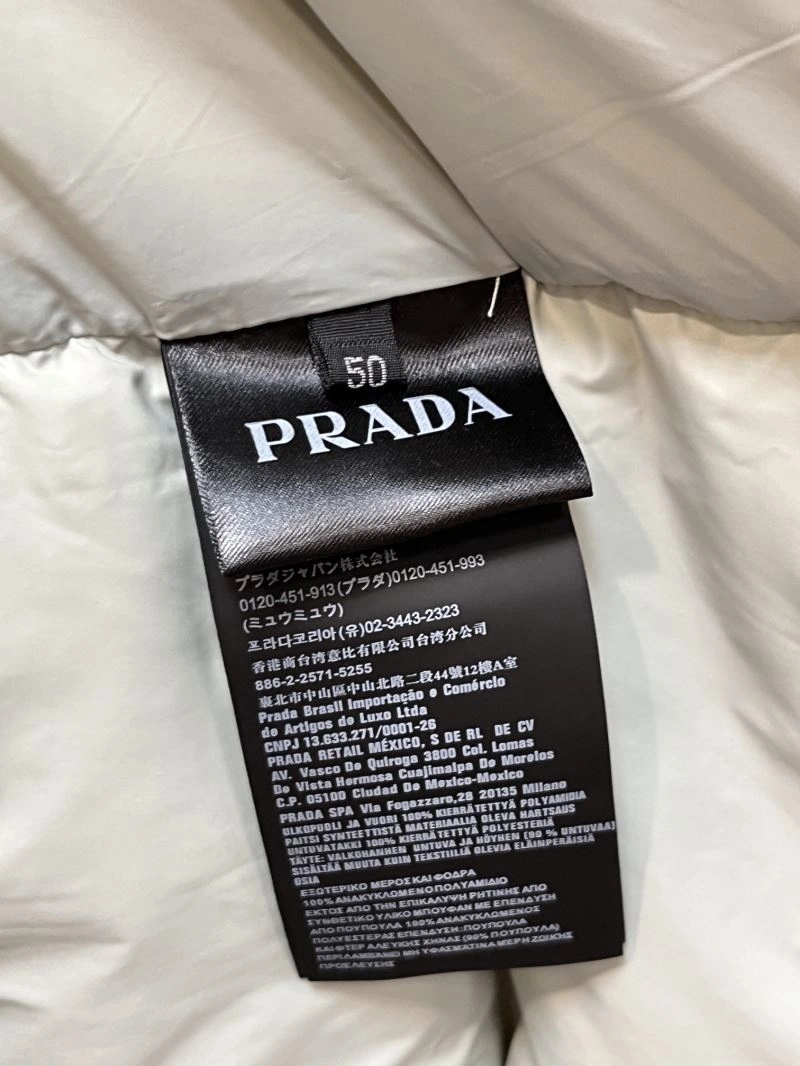 50
PRADA
プラダジャパン株式会社
0120-451-913(プラダ)0120-451-993
(ミュウミュウ)
프라다코리아(유)02-3443-2323
香港商台湾意比有限公司台湾分公司
886-2-2571-5255
臺北市中山區中山北路二段44號12樓A室
Prada Brasil Importação e Comércio
de Artigos de Luxo Ltda
CNPJ 13.633.271/0001-26
PRADA RETAIL MÉXICO, S DE RL DE CV
AV. Vasco De Quiroga 3800 Col. Lomas
De Vista Hermosa Cuajimalpa De Morelos
C.P. 05100 Ciudad De Mexico-Mexico
PRADA SPA Via Fogazzaro,28 20135 Milano
ULKOPUOLI JA VUORI 100% KIERRÄTETTYÄ POLYAMIDIA
PAITSI SYNTEETTISTÄ MATERIAALIA OLEVA HARTSAUS
UNTUVATAKKI 100% KIERRÄTETTYÄ POLYESTERIÄ
TÄYTE: VALKOHANHEN UNTUVA JA HÖYHEN (90 % UNTUVAA)
SISÄLTÄÄ MUUTA KUIN TEKSTIILIÄ OLEVIA ELÄINPERÄISIÄ
OSIA
ΕΞΩΤΕΡΙΚΟ ΜΕΡΟΣ ΚΑΙ ΦΟΔΡΑ
100% ΑΝΑΚΥΚΛΩΜΕΝΟ ΠΟΛΥΑΜΙΔΙΟ
ΕΚΤΟΣ ΑΠΟ ΤΗΝ ΕΠΙΚΑΛΥΨΗ ΡΗΤΙΝΗΣ ΑΠΟ
ΣΥΝΘΕΤΙΚΟ ΥΛΙΚΟ ΜΠΟΥΦΑΝ ΜΕ ΕΠΕΝΔΥΣΗ
ΑΠΟ ΠΟΥΠΟΥΛΑ 100% ΑΝΑΚΥΚΛΩΜΕΝΟΣ
ΠΟΛΥΕΣΤΕΡΑΣ ΕΠΕΝΔΥΣΗ: ΠΟΥΠΟΥΛΑ
ΚΑΙ ΦΤΕΡ ΑΛΕΥΚΗΣ ΧΗΝΑΣ (90% ΠΟΥΠΟΥΛΑ)
ΠΕΡΙΛΑΜΒΑΝΕΙ ΜΗ ΥΦΑΣΜΑΤΙΝΑ ΜΕΡΗ ΖΩΙΚΗΣ
ΠΡΟΕΛΕΥΣΗΣ